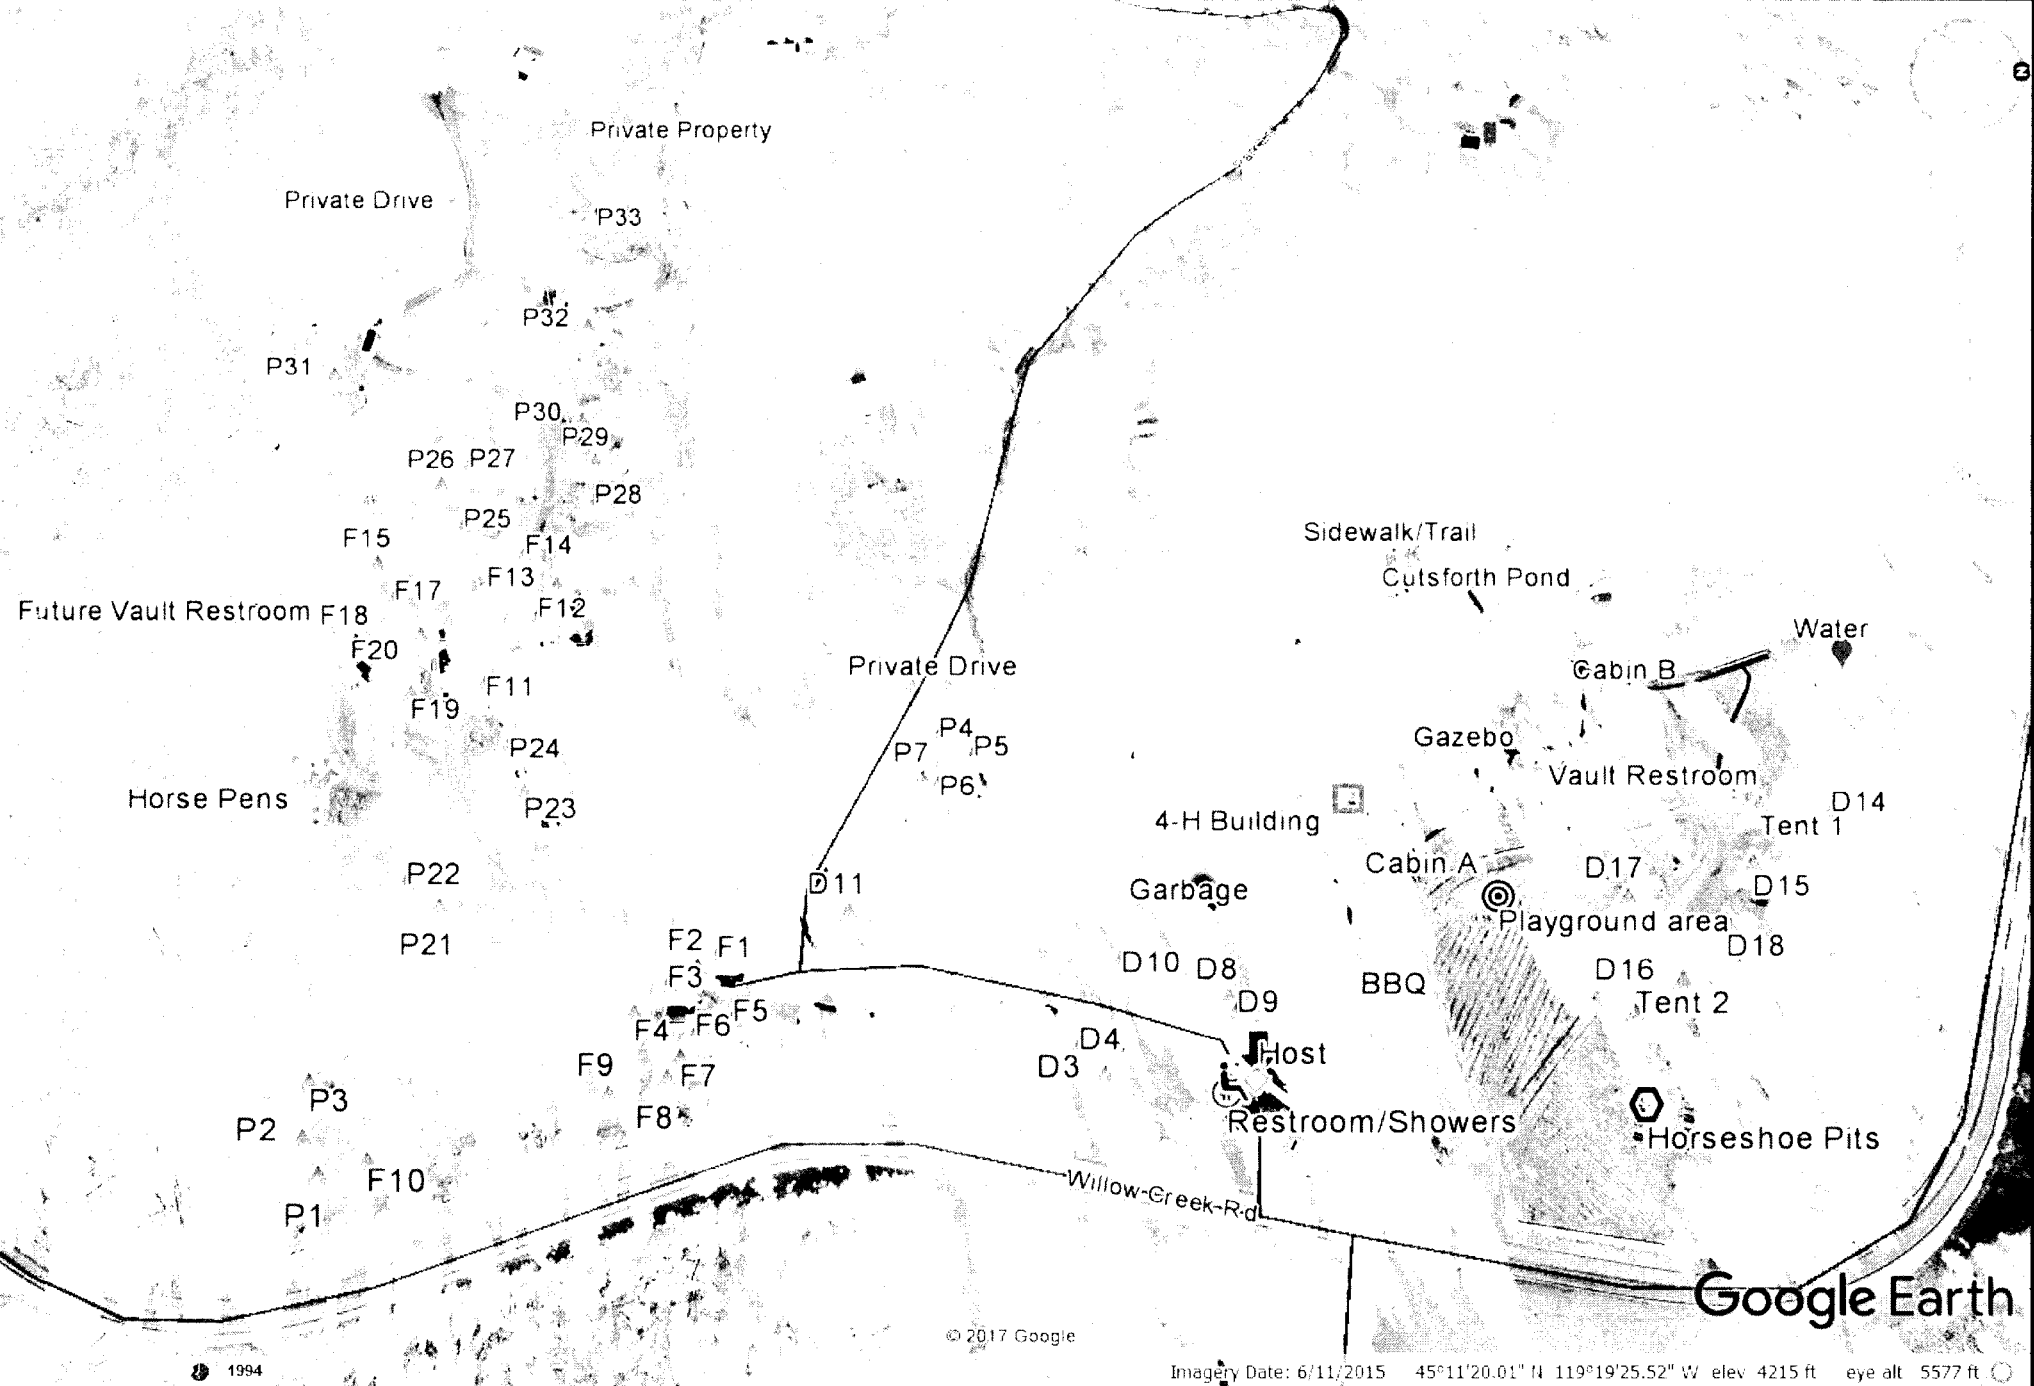 Private Property
Private Drive
P33
P32
P31
P30
P29
P26
P27
P28
P25
F15
F14
Sidewalk/Trail
F13
Cutsforth Pond
F17
F12
Future Vault Restroom
F18
Water
F20
Private Drive
Cabin B
F11
F19
P4
P5
P7
Gazebo
P24
P6
Vault Restroom
Horse Pens
P23
D14
4-H Building
Tent 1
Cabin A
P22
D11
Garbage
D17
D15
Playground area
P21
F2
F1
D18
F3
D10
D8
D16
BBQ
D9
Tent 2
F5
F6
F4
D4
Host
F9
D3
F7
P3
F8
P2
Restroom/Showers
Horseshoe Pits
F10
Willow-Creek-Rd
P1
Google Earth
© 2017 Google
1994
Imagery Date: 6/11/2015 45°11'20.01" N 119°19'25.52" W elev 4215 ft eye alt 5577 ft
N